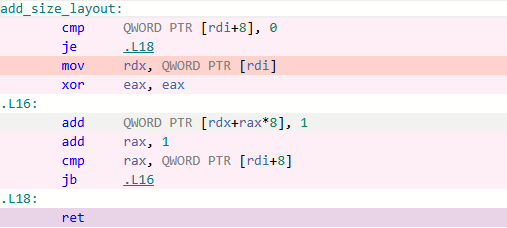 add_size_layout:
cmp QWORD PTR [rdi+8], 0
je .L18
mov rdx, QWORD PTR [rdi]
xor eax, eax
.L16:
add QWORD PTR [rdx+rax*8], 1
add rax, 1
cmp rax, QWORD PTR [rdi+8]
jb .L16
.L18:
ret